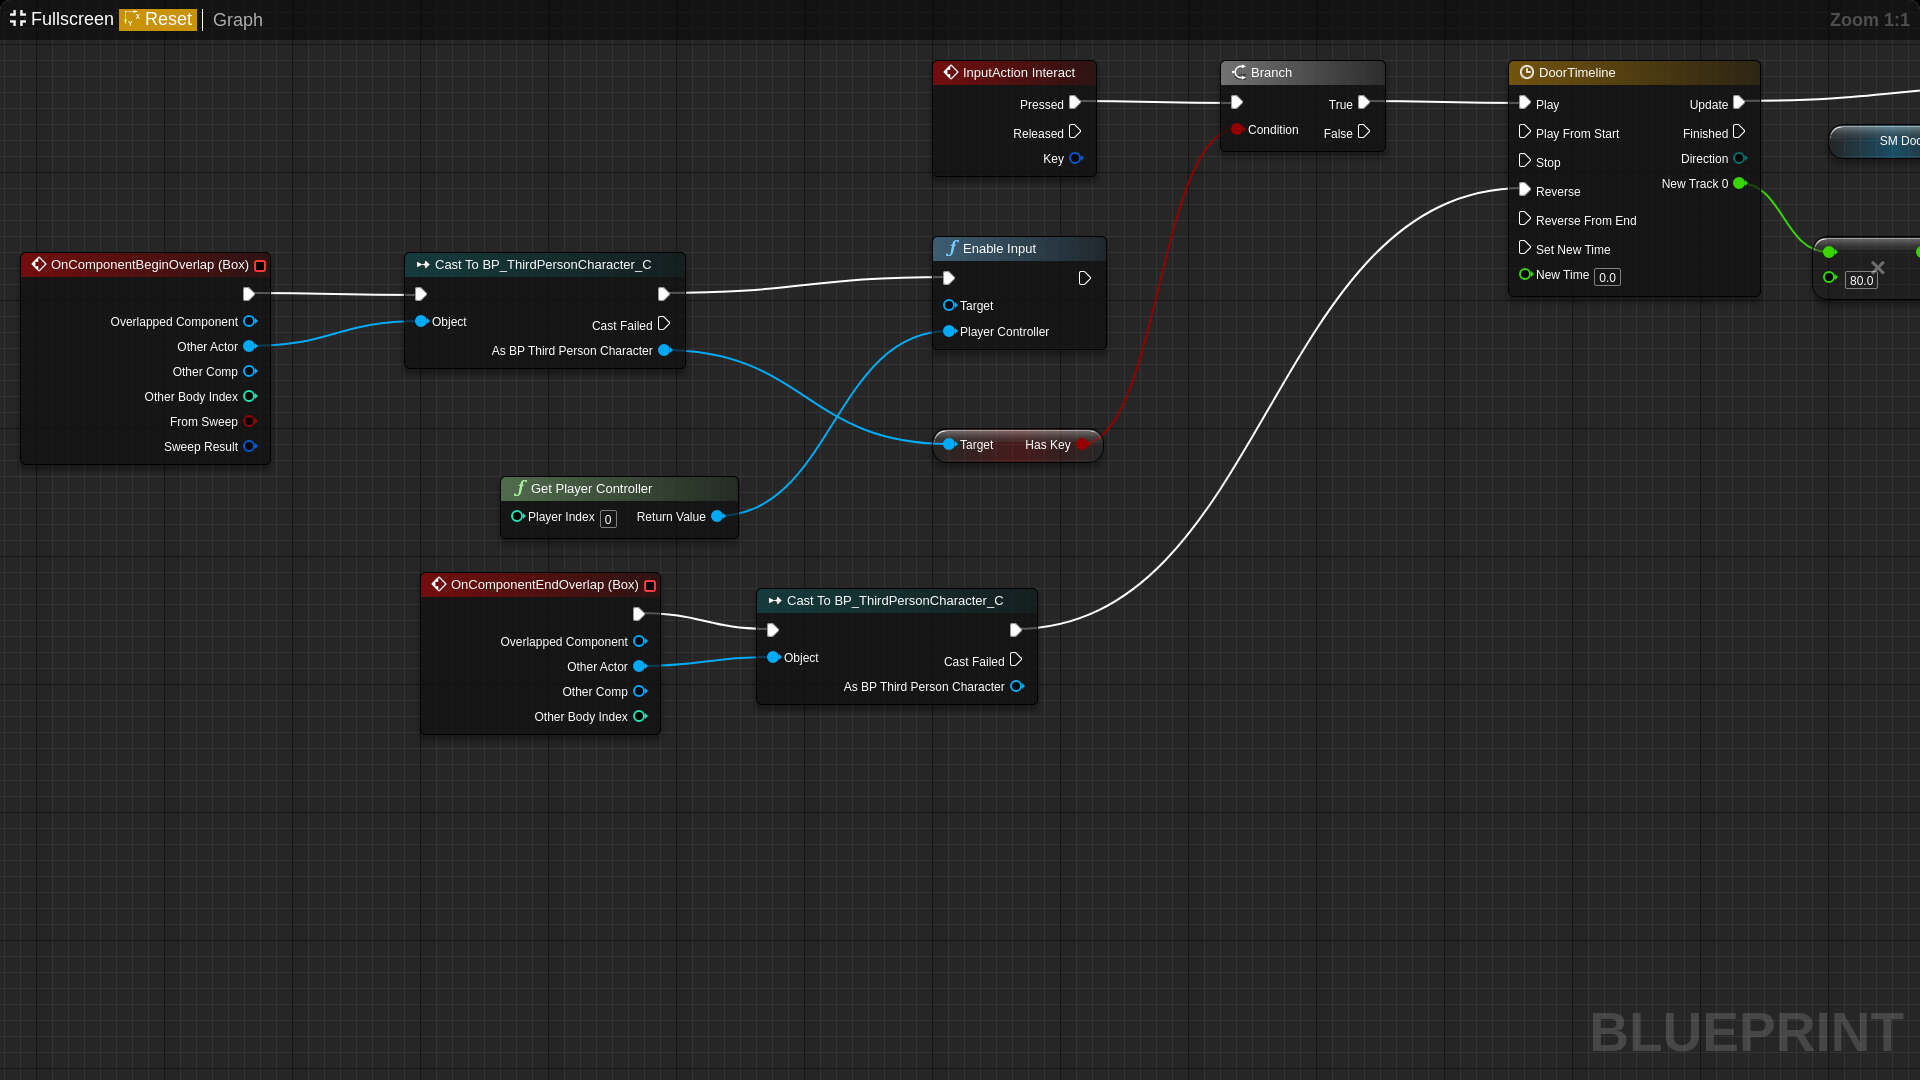 Fullscreen Reset Graph
Zoom 1:1
InputAction Interact
Pressed
Released
Key
Branch
True
Condition
False
DoorTimeline
Play
Update
Play From Start
Finished
Stop
Direction
Reverse
New Track 0
Reverse From End
Set New Time
New Time 0.0
SM Doo
80.0
OnComponentBeginOverlap (Box)
Overlapped Component
Other Actor
Other Comp
Other Body Index
From Sweep
Sweep Result
Cast To BP_ThirdPersonCharacter_C
Object
Cast Failed
As BP Third Person Character
Enable Input
Target
Player Controller
Target Has Key
Get Player Controller
Player Index 0 Return Value
OnComponentEndOverlap (Box)
Overlapped Component
Other Actor
Other Comp
Other Body Index
Cast To BP_ThirdPersonCharacter_C
Object
Cast Failed
As BP Third Person Character
BLUEPRINT